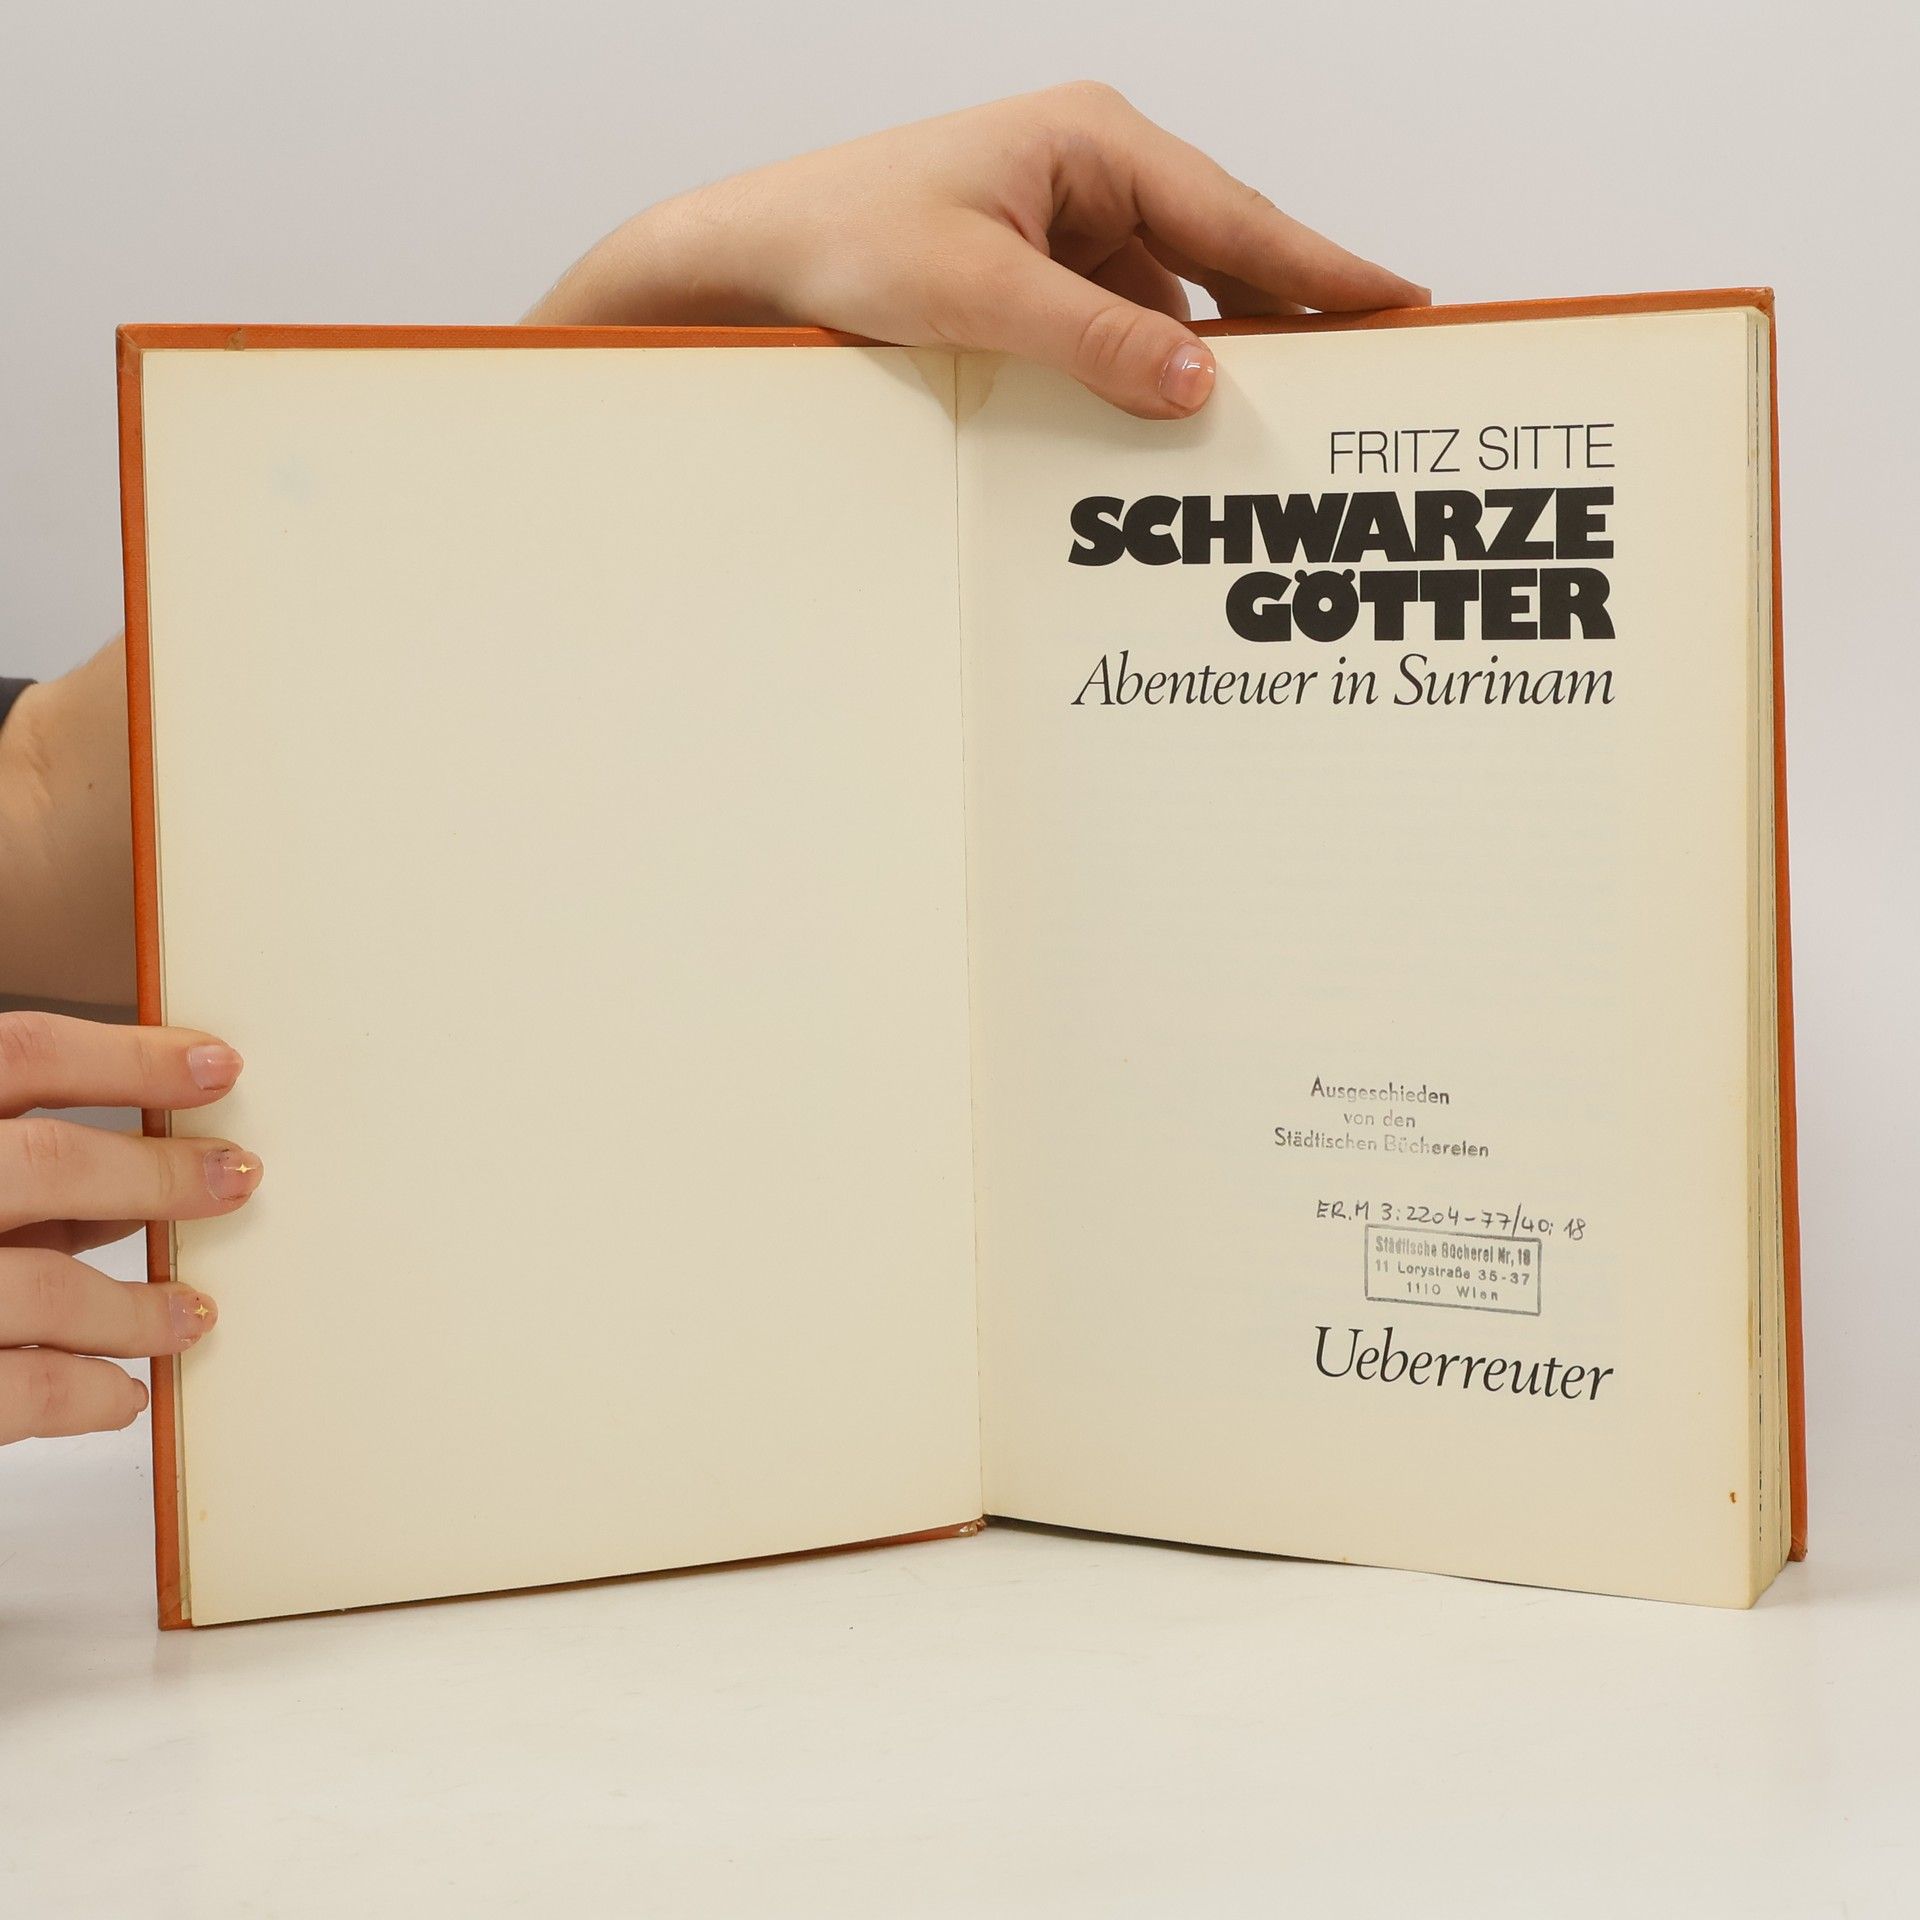 FRITZ SITTE
SCHWARZE
GÖTTER
Abenteuer in Surinam
Ausgeschieden
von den
Städtischen Büchereien
ER.M 3:2204-77/40; 18
Städtische Bücherei Nr, 18
11 Lorystraße 35-37
1110 Wien
Ueberreuter